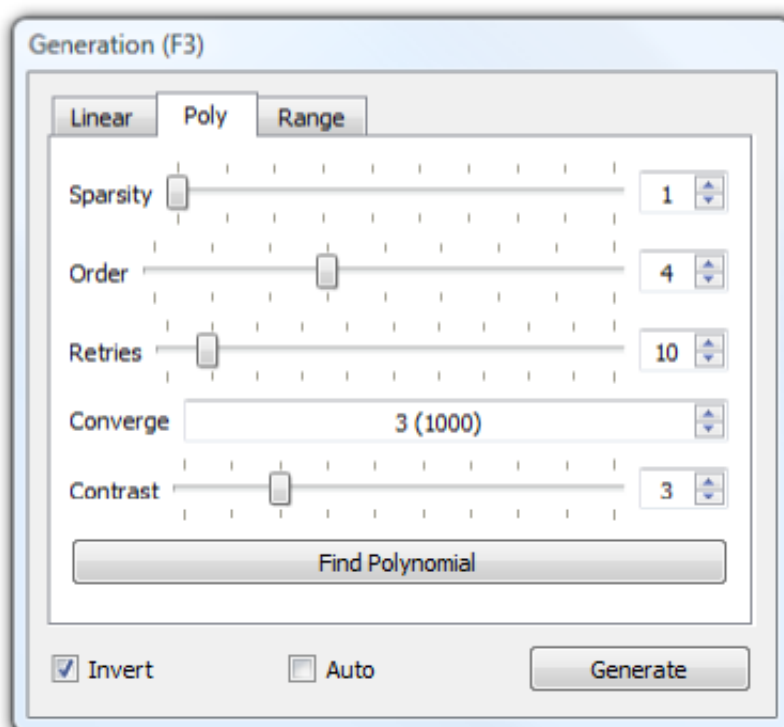 Generation (F3)
Linear Poly Range
Sparsity 1
Order 4
Retries 10
Converge 3 (1000)
Contrast 3
Find Polynomial
Invert Auto Generate